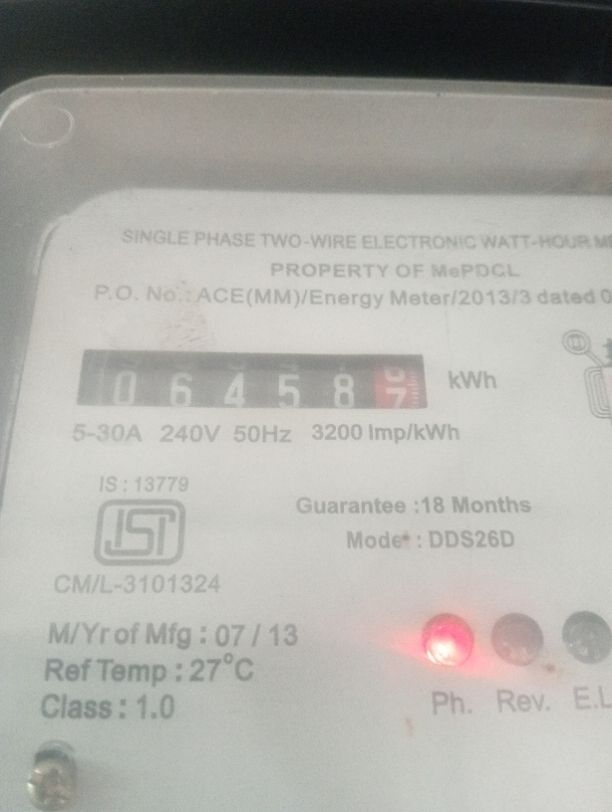 SINGLE PHASE TWO-WIRE ELECTRONIC WATT-HOUR
PROPERTY OF MePDCL
P.O. No.: ACE(MM)/Energy Meter/2013/3 dated
0 6 4 5 8 7 kWh
5-30A 240V 50Hz 3200 Imp/kWh
IS : 13779
ISI
Guarantee :18 Months
Model : DDS26D
CM/L-3101324
M/Yr of Mfg : 07 / 13
Ref Temp : 27°C
Class : 1.0
Ph. Rev. E.L